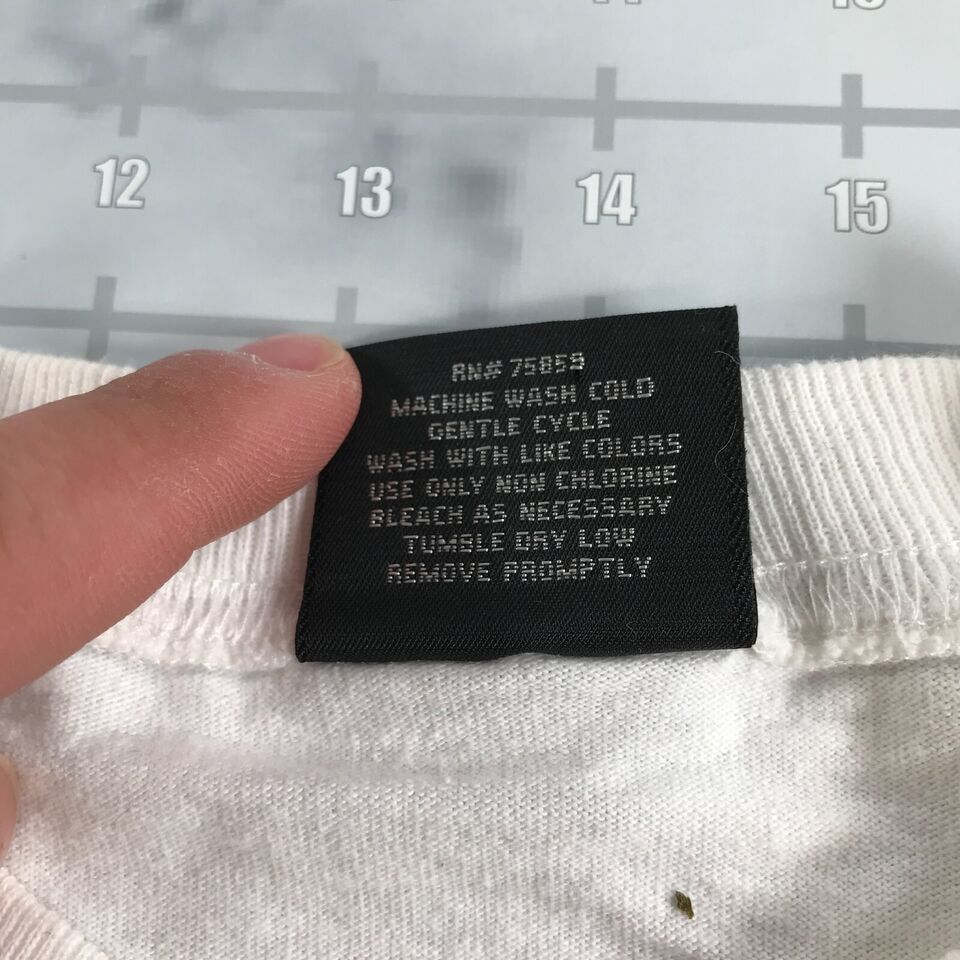 12 13 14 15
RN# 75859
MACHINE WASH COLD
GENTLE CYCLE
WASH WITH LIKE COLORS
USE ONLY NON CHLORINE
BLEACH AS NECESSARY
TUMBLE DRY LOW
REMOVE PROMPTLY